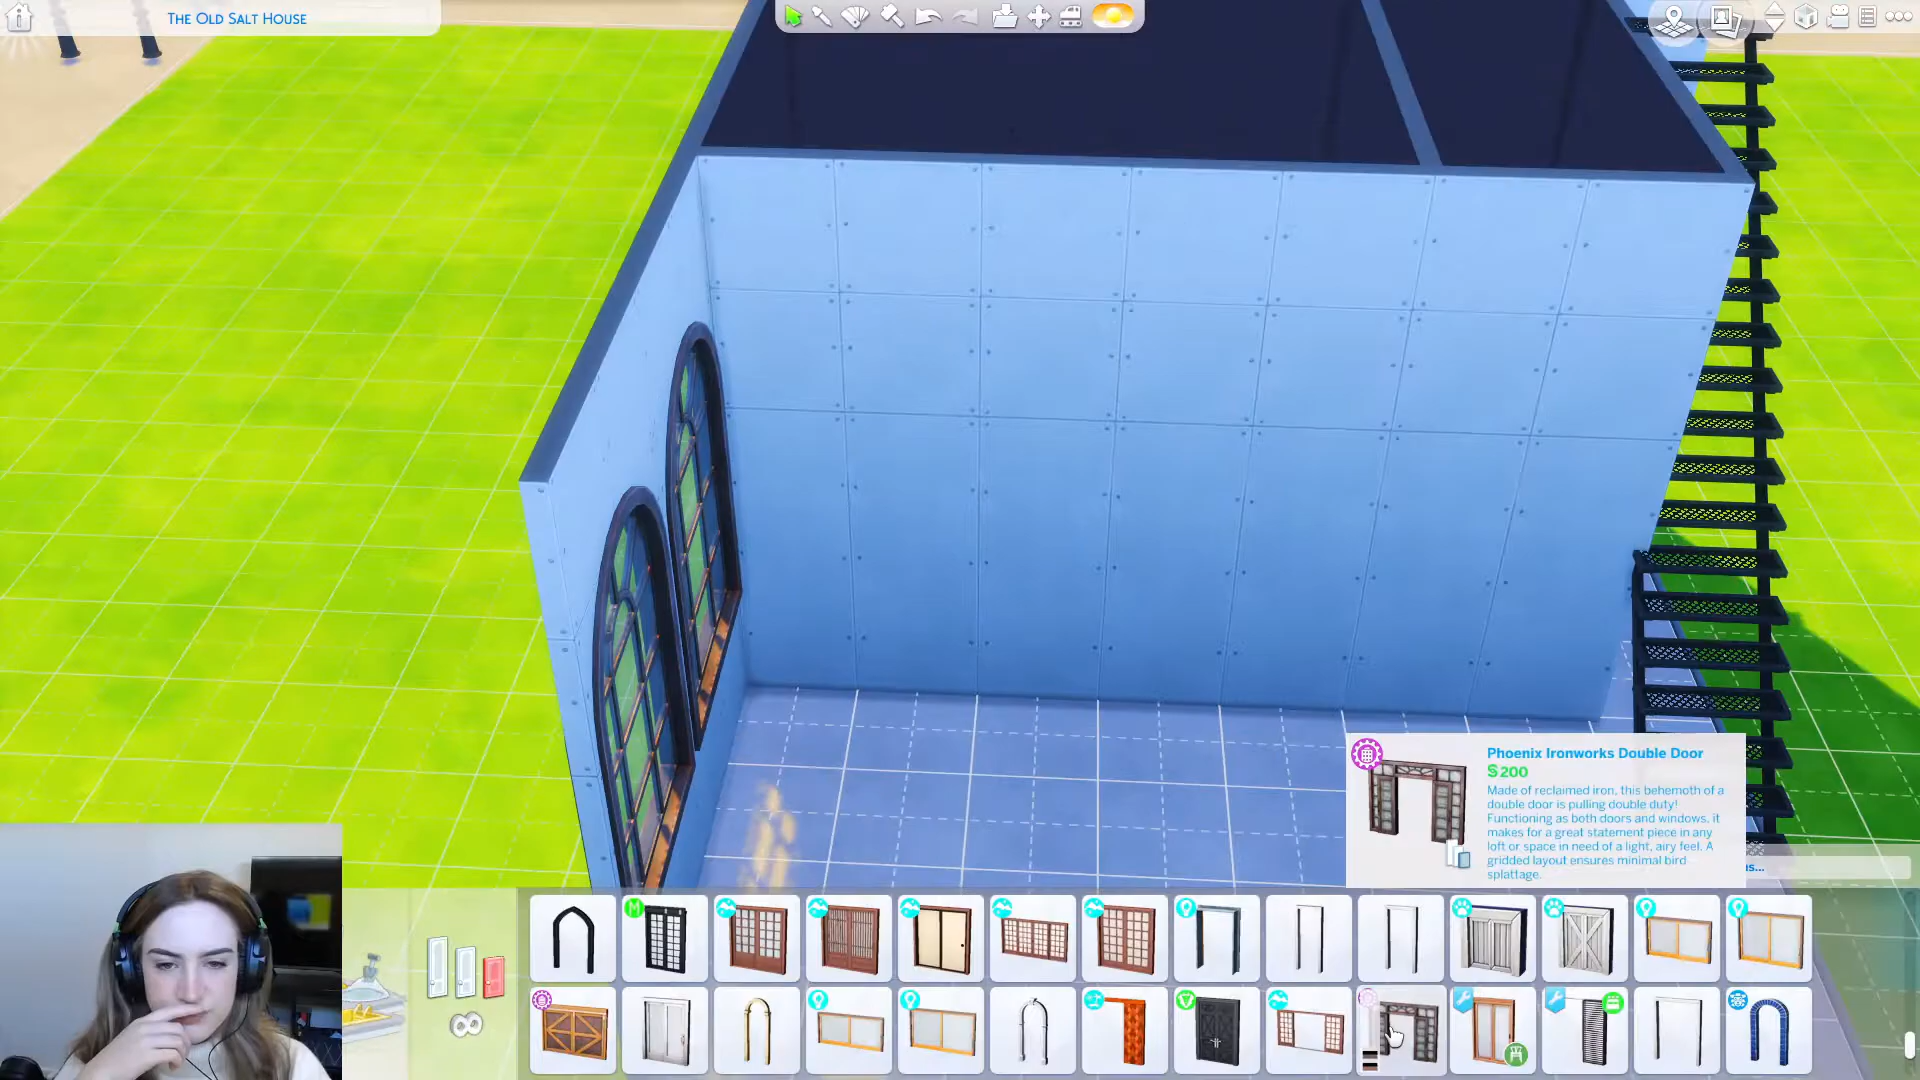 The Old Salt House
Phoenix Ironworks Double Door
§200
Made of reclaimed iron, this behemoth of a
double door is pulling double duty!
Functioning as both doors and windows, it
makes for a great statement piece in any
loft or space in need of a light, airy feel. A
gridded layout ensures minimal bird
splattage.
M